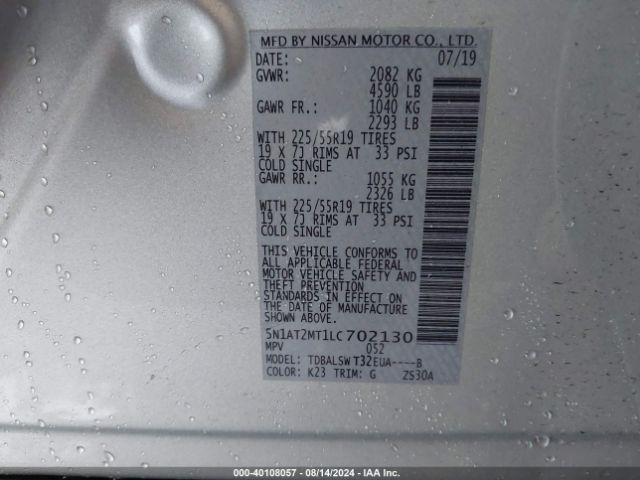 MFD BY NISSAN MOTOR CO., LTD.
DATE: 07/19
GVWR: 2082 KG
4590 LB
GAWR FR.: 1040 KG
2293 LB
WITH 225/55R19 TIRES
19 X 7J RIMS AT 33 PSI
COLD SINGLE
GAWR RR.: 1055 KG
2326 LB
WITH 225/55R19 TIRES
19 X 7J RIMS AT 33 PSI
COLD SINGLE
THIS VEHICLE CONFORMS TO
ALL APPLICABLE FEDERAL
MOTOR VEHICLE SAFETY AND
THEFT PREVENTION
STANDARDS IN EFFECT ON
THE DATE OF MANUFACTURE
SHOWN ABOVE.
5N1AT2MT1LC702130
MPV 052
MODEL: TDBALSW T32EUA----B
COLOR: K23 TRIM: G ZS30A
000-40108057 - 08/14/2024 - IAA Inc.